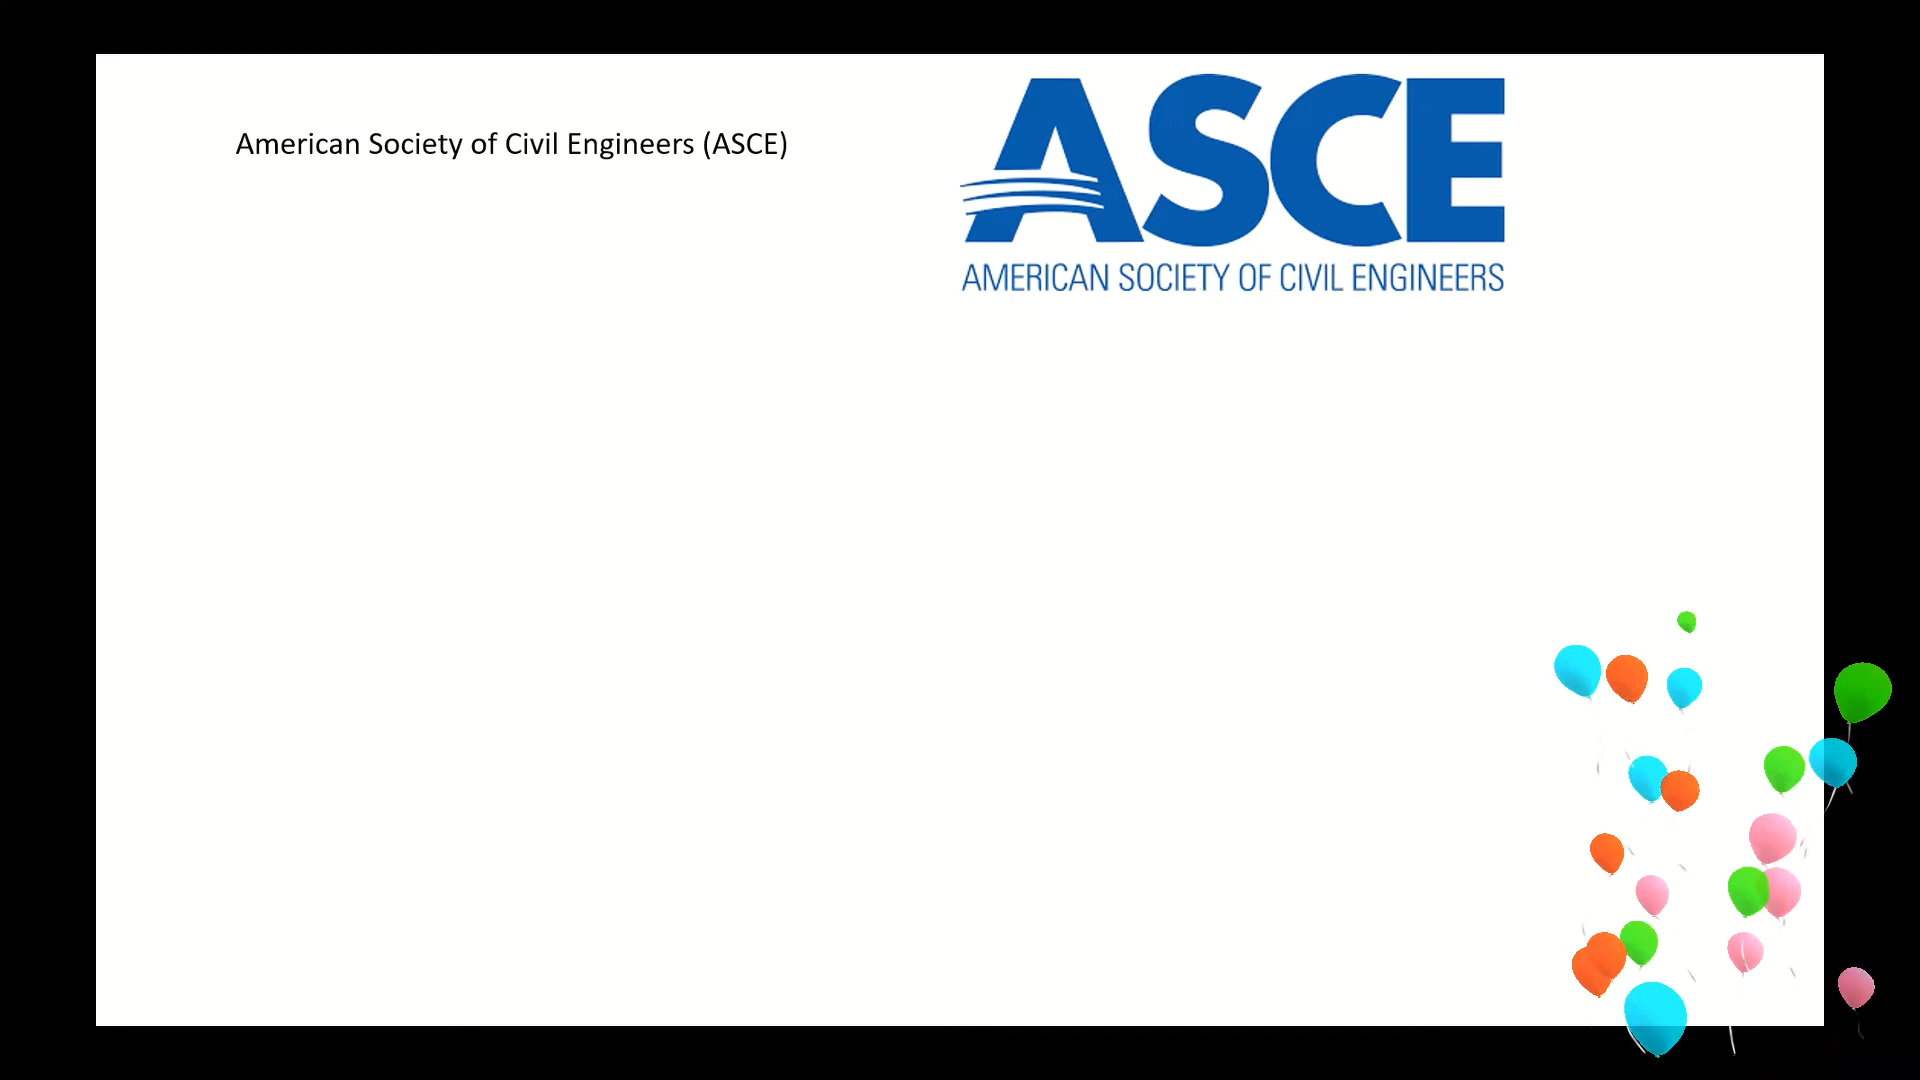 American Society of Civil Engineers (ASCE)
ASCE
AMERICAN SOCIETY OF CIVIL ENGINEERS